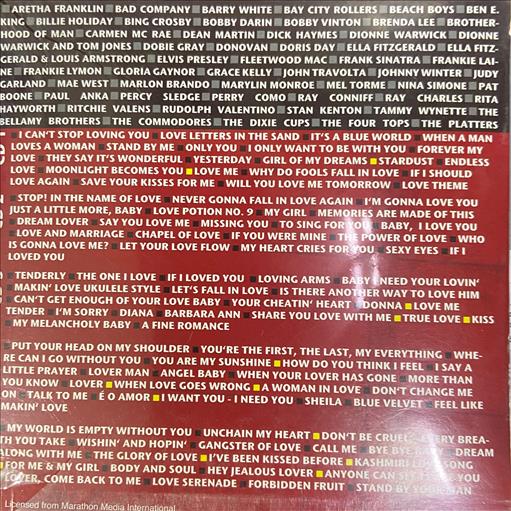 ■ARETHA FRANKLIN ■BAD COMPANY ■BARRY WHITE ■BAY CITY ROLLERS ■BEACH BOYS ■BEN E.
KING ■BILLIE HOLIDAY ■BING CROSBY ■BOBBY DARIN ■BOBBY VINTON ■BRENDA LEE ■BROTHER-
HOOD OF MAN ■CARMEN MC RAE ■DEAN MARTIN ■DICK HAYMES ■DIONNE WARWICK ■DIONNE
WARWICK AND TOM JONES ■DOBIE GRAY ■DONOVAN ■DORIS DAY ■ELLA FITZGERALD ■ELLA FITZ-
GERALD & LOUIS ARMSTRONG ■ELVIS PRESLEY ■FLEETWOOD MAC ■FRANK SINATRA ■FRANKIE LAI-
NE ■FRANKIE LYMON ■GLORIA GAYNOR ■GRACE KELLY ■JOHN TRAVOLTA ■JOHNNY WINTER ■JUDY
GARLAND ■MAE WEST ■MARLON BRANDO ■MARYLIN MONROE ■MEL TORME ■NINA SIMONE ■PAT
BOONE ■PAUL ANKA ■PERCY SLEDGE ■PERRY COMO ■RAY CONNIFF ■RAY CHARLES ■RITA
HAYWORTH ■RITCHIE VALENS ■RUDOLPH VALENTINO ■STAN KENTON ■TAMMY WYNETTE ■THE
BELLAMY BROTHERS ■THE COMMODORES ■THE DIXIE CUPS ■THE FOUR TOPS ■THE PLATTERS
■I CAN'T STOP LOVING YOU ■LOVE LETTERS IN THE SAND ■IT'S A BLUE WORLD ■WHEN A MAN
LOVES A WOMAN ■STAND BY ME ■ONLY YOU ■I ONLY WANT TO BE WITH YOU ■FOREVER MY
LOVE ■THEY SAY IT'S WONDERFUL ■YESTERDAY ■GIRL OF MY DREAMS ■STARDUST ■ENDLESS
LOVE ■MOONLIGHT BECOMES YOU ■LOVE ME ■WHY DO FOOLS FALL IN LOVE ■IF I SHOULD
LOVE AGAIN ■SAVE YOUR KISSES FOR ME ■WILL YOU LOVE ME TOMORROW ■LOVE THEME
■STOP! IN THE NAME OF LOVE ■NEVER GONNA FALL IN LOVE AGAIN ■I'M GONNA LOVE YOU
JUST A LITTLE MORE, BABY ■LOVE POTION NO. 9 ■MY GIRL ■MEMORIES ARE MADE OF THIS
■DREAM LOVER ■SAY YOU LOVE ME ■MISSING YOU ■TO SING FOR YOU ■BABY, I LOVE YOU
■LOVE AND MARRIAGE ■CHAPEL OF LOVE ■IF YOU WERE MINE ■THE POWER OF LOVE ■WHO
IS GONNA LOVE ME? ■LET YOUR LOVE FLOW ■MY HEART CRIES FOR YOU ■SEXY EYES ■IF I
LOVED YOU
■TENDERLY ■THE ONE I LOVE ■IF I LOVED YOU ■LOVING ARMS ■BABY I NEED YOUR LOVIN'
■MAKIN' LOVE UKULELE STYLE ■LET'S FALL IN LOVE ■IS THERE ANOTHER WAY TO LOVE HIM
■CAN'T GET ENOUGH OF YOUR LOVE BABY ■YOUR CHEATIN' HEART ■DONNA ■LOVE ME
TENDER ■I'M SORRY ■DIANA ■BARBARA ANN ■SHARE YOU LOVE WITH ME ■TRUE LOVE ■KISS
■MY MELANCHOLY BABY ■A FINE ROMANCE
■PUT YOUR HEAD ON MY SHOULDER ■YOU'RE THE FIRST, THE LAST, MY EVERYTHING ■WHE-
RE CAN I GO WITHOUT YOU ■YOU ARE MY SUNSHINE ■HOW DO YOU THINK I FEEL ■I SAY A
LITTLE PRAYER ■LOVER MAN ■ANGEL BABY ■WHEN YOUR LOVER HAS GONE ■MORE THAN
YOU KNOW ■LOVER ■WHEN LOVE GOES WRONG ■A WOMAN IN LOVE ■DON'T CHANGE ME
ON ■TALK TO ME ■É O AMOR ■I WANT YOU - I NEED YOU ■SHEILA ■BLUE VELVET ■FEEL LIKE
MAKIN' LOVE
■MY WORLD IS EMPTY WITHOUT YOU ■UNCHAIN MY HEART ■DON'T BE CRUEL ■EVERY BREA-
TH YOU TAKE ■WISHIN' AND HOPIN' ■GANGSTER OF LOVE ■CALL ME ■BYE BYE BABY ■DREAM
ALONG WITH ME ■THE GLORY OF LOVE ■I'VE BEEN KISSED BEFORE ■KASHMIRI LOVE SONG
■FOR ME & MY GIRL ■BODY AND SOUL ■HEY JEALOUS LOVER ■ANYONE CAN SEE I LOVE YOU
LOVER, COME BACK TO ME ■LOVE SERENADE ■FORBIDDEN FRUIT ■STAND BY YOUR MAN
Licensed from Marathon Media International